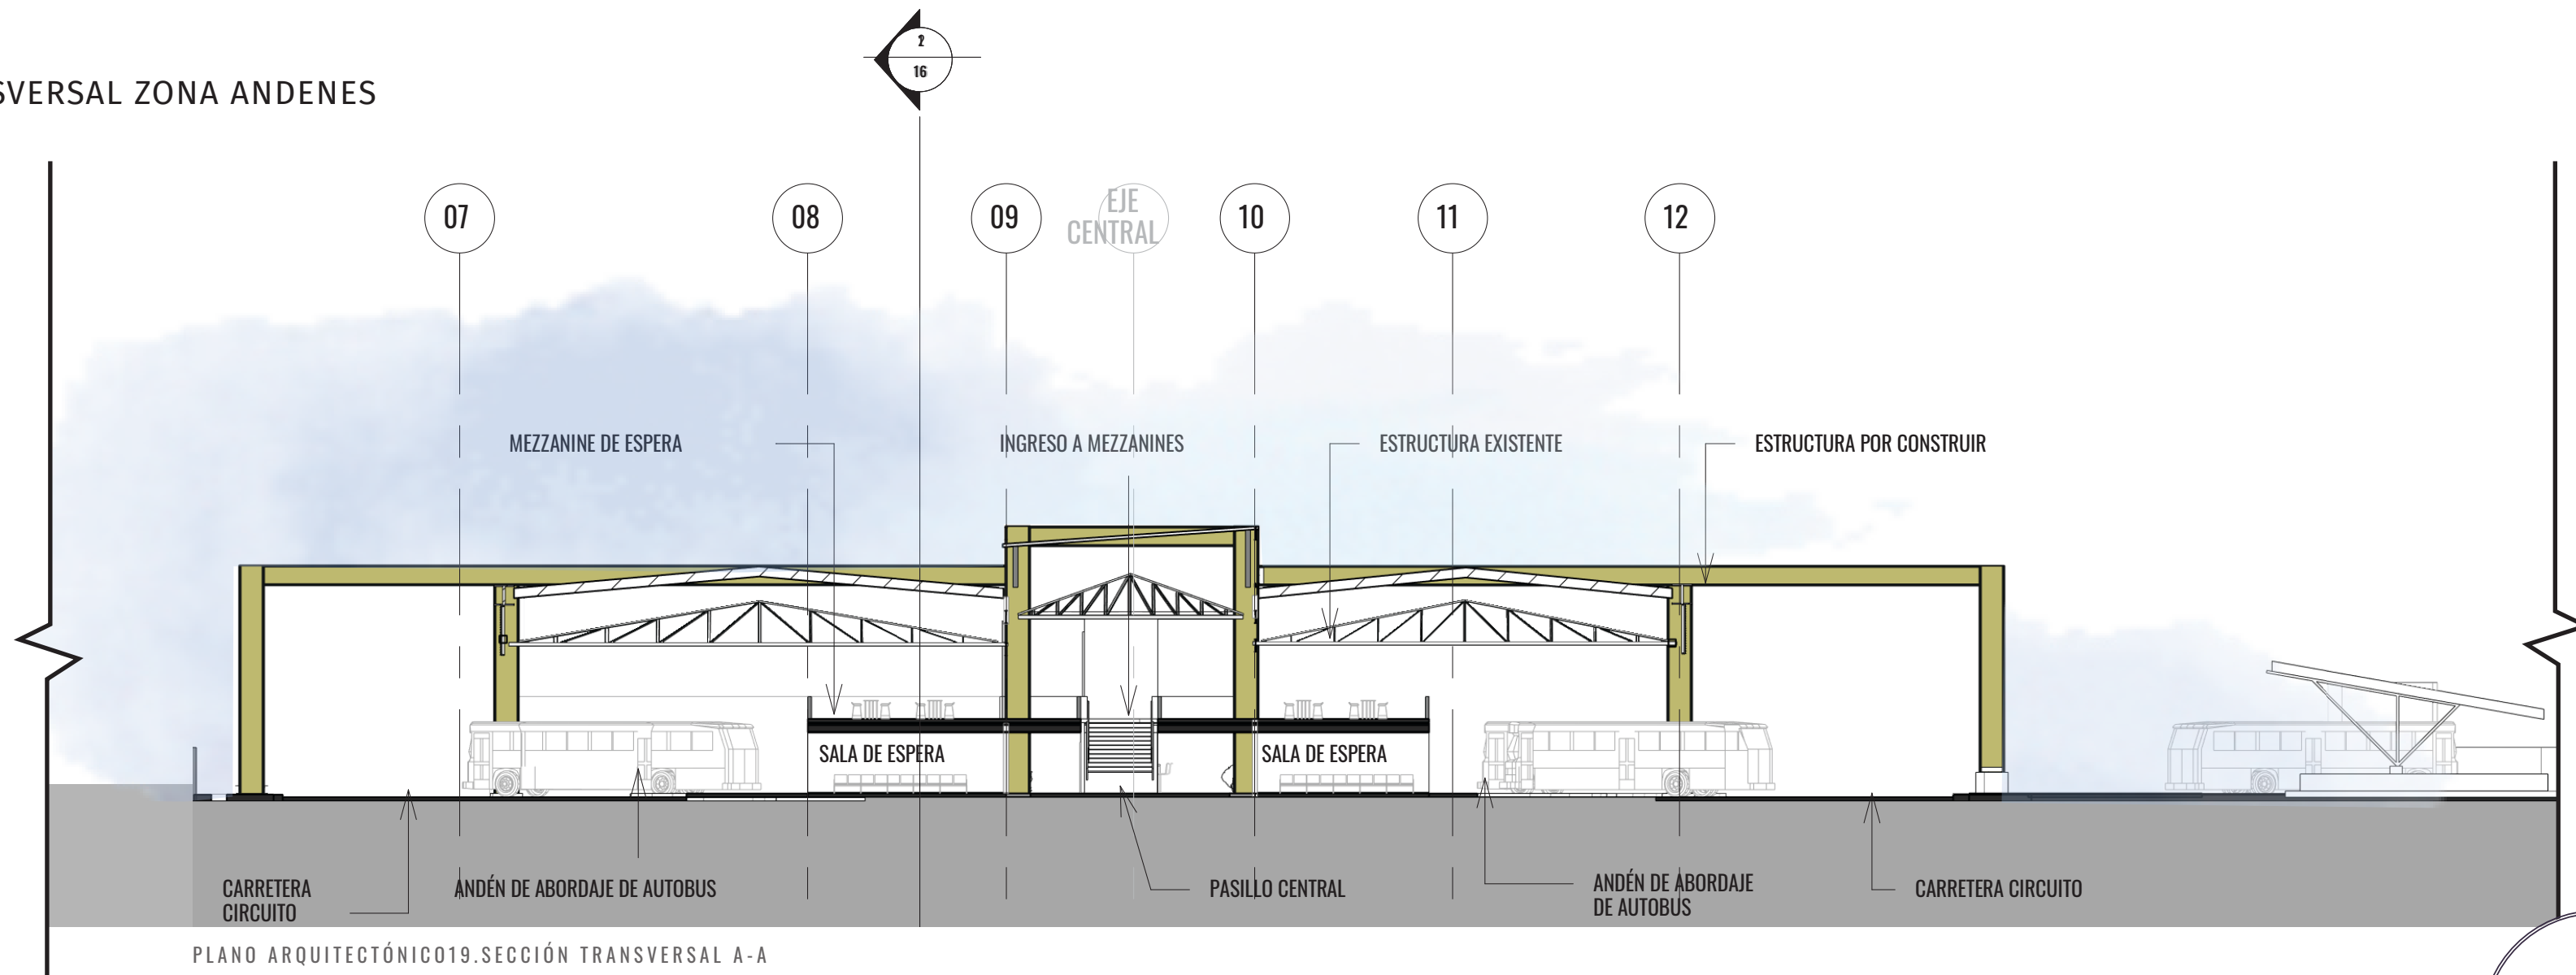 2
16
SVERSAL ZONA ANDENES
07
08
09
EJE
CENTRAL
10
11
12
MEZZANINE DE ESPERA
INGRESO A MEZZANINES
ESTRUCTURA EXISTENTE
ESTRUCTURA POR CONSTRUIR
SALA DE ESPERA
SALA DE ESPERA
CARRETERA
CIRCUITO
ANDÉN DE ABORDAJE DE AUTOBUS
PASILLO CENTRAL
ANDÉN DE ABORDAJE
DE AUTOBUS
CARRETERA CIRCUITO
PLANO ARQUITECTÓNICO19.SECCIÓN TRANSVERSAL A-A